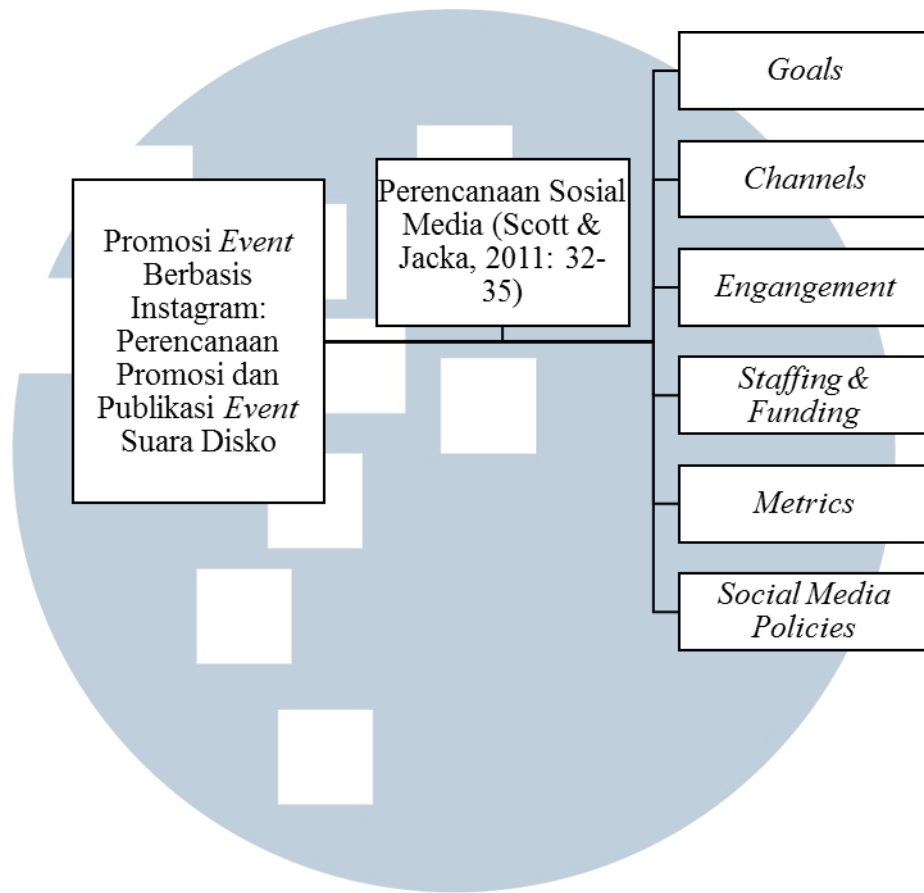 Promosi Event
Berbasis
Instagram:
Perencanaan
Promosi dan
Publikasi Event
Suara Disko
Perencanaan Sosial
Media (Scott &
Jacka, 2011: 32-
35)
Goals
Channels
Engangement
Staffing &
Funding
Metrics
Social Media
Policies